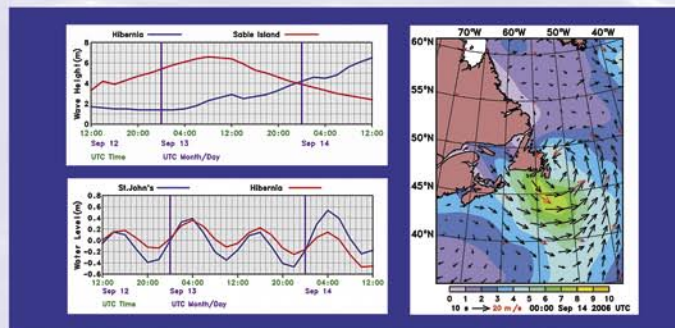 Hibernia Sable Island
Wave Height(m)
8
6
4
2
0
12:00 20:00 04:00 12:00 20:00 04:00 12:00
Sep 12 Sep 13 Sep 14
UTC Time UTC Month/Day
St.John's Hibernia
Water Level(m)
0.8
0.6
0.4
0.2
0.0
-0.2
-0.4
-0.6
12:00 20:00 04:00 12:00 20:00 04:00 12:00
Sep 12 Sep 13 Sep 14
UTC Time UTC Month/Day
70°W 60°W 50°W 40°W
60°N
55°N
50°N
45°N
40°N
0 1 2 3 4 5 6 7 8 9 10
10 s 20 m/s 00:00 Sep 14 2006 UTC